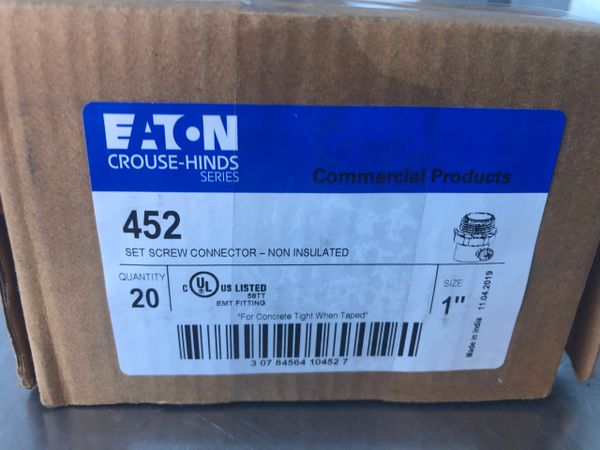 EATON
CROUSE-HINDS
SERIES
Commercial Products
452
SET SCREW CONNECTOR – NON INSULATED
QUANTITY
20
C UL US LISTED
58TT
EMT FITTING
SIZE
1"
Made in India 11.04.2019
"For Concrete Tight When Taped"
3 07 84564 10452 7